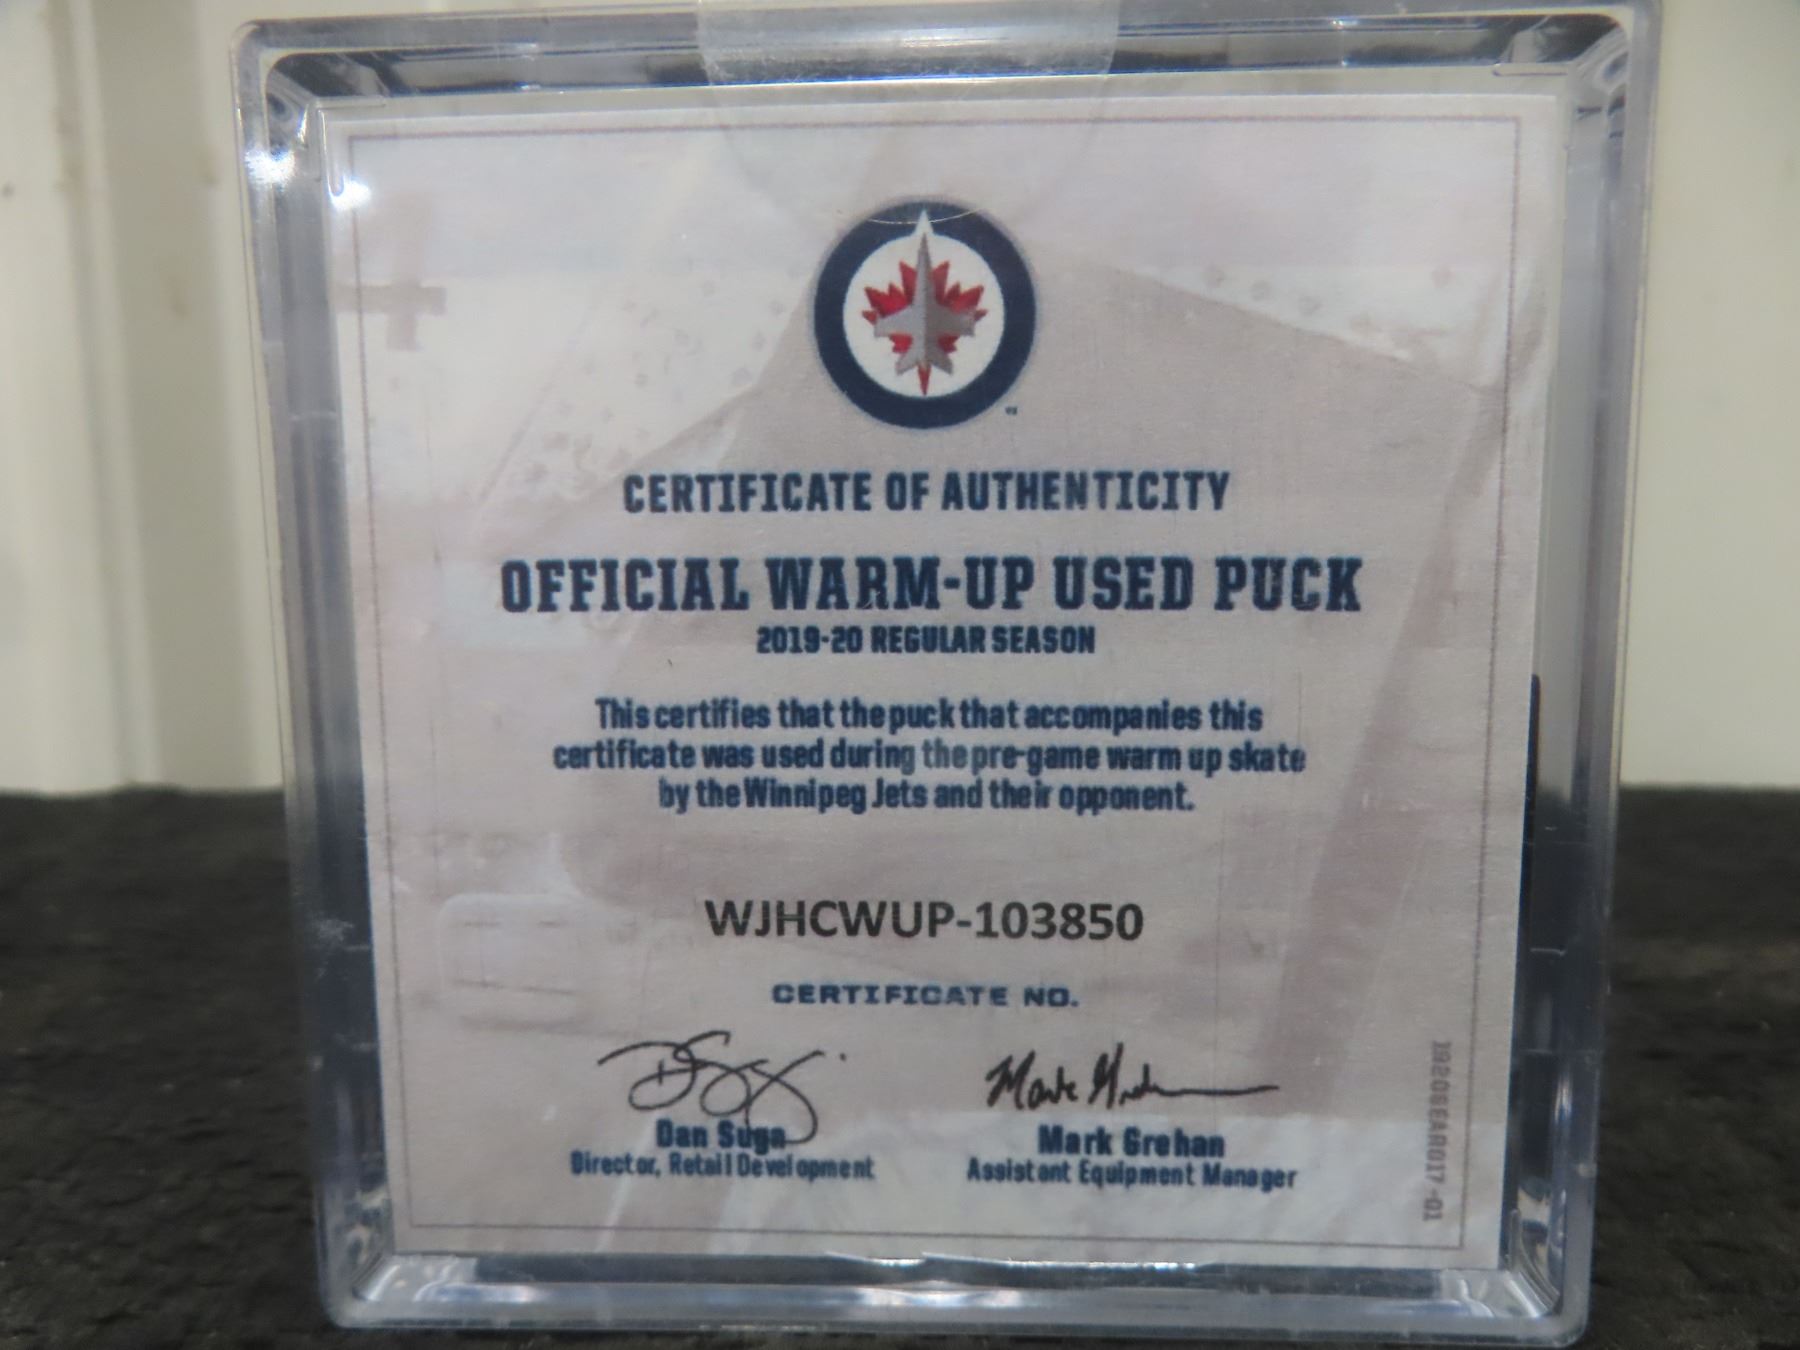 CERTIFICATE OF AUTHENTICITY
OFFICIAL WARM-UP USED PUCK
2019-20 REGULAR SEASON
This certifies that the puck that accompanies this
certificate was used during the pre-game warm up skate
by the Winnipeg Jets and their opponent.
WJHCWUP-103850
CERTIFICATE NO.
Dan Suga
Director, Retail Development
Mark Grehan
Assistant Equipment Manager